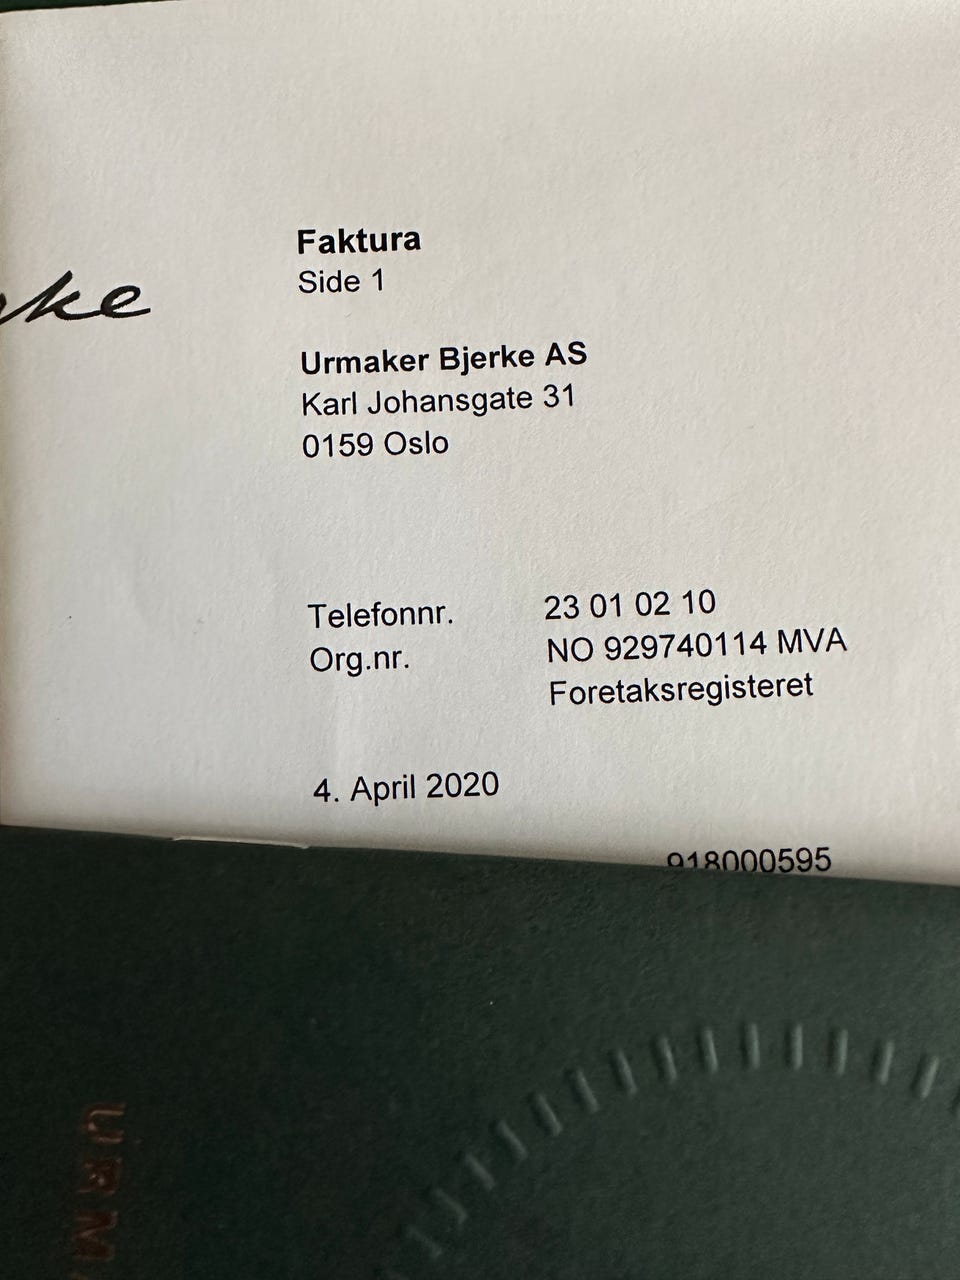 Faktura
Side 1
Urmaker Bjerke AS
Karl Johansgate 31
0159 Oslo
Telefonnr. 23 01 02 10
Org.nr. NO 929740114 MVA
Foretaksregisteret
4. April 2020
918000595